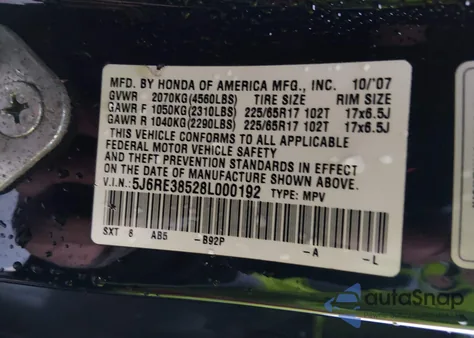 MFD. BY HONDA OF AMERICA MFG., INC. 10/'07
GVWR 2070KG(4560LBS) TIRE SIZE RIM SIZE
GAWR F 1050KG(2310LBS) 225/65R17 102T 17x6.5J
GAWR R 1040KG(2290LBS) 225/65R17 102T 17x6.5J
THIS VEHICLE CONFORMS TO ALL APPLICABLE
FEDERAL MOTOR VEHICLE SAFETY
AND THEFT PREVENTION STANDARDS IN EFFECT
ON THE DATE OF MANUFACTURE SHOWN ABOVE.
V.I.N.:5J6RE38528L000192 TYPE: MPV
SXT 8 AB5 -B92P -A -L
autoSnap